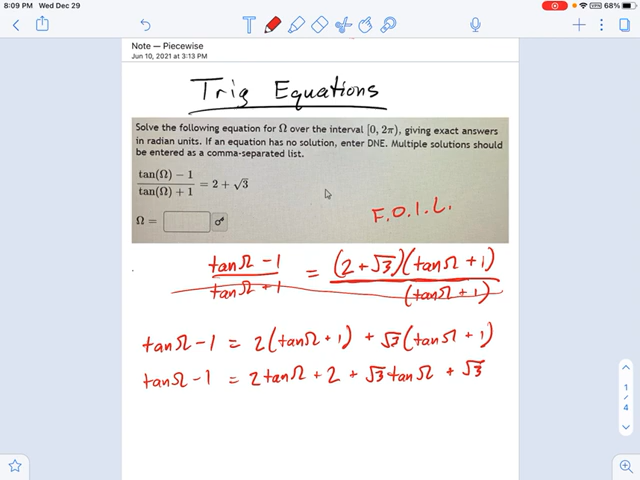 8:09 PM Wed Dec 29
68%
Note — Piecewise
Jun 10, 2021 at 3:13 PM
Trig Equations
Solve the following equation for Ω over the interval [0, 2π), giving exact answers
in radian units. If an equation has no solution, enter DNE. Multiple solutions should
be entered as a comma-separated list.
tan(Ω) − 1
tan(Ω) + 1
= 2 + √3
Ω =
F.O.I.L.
tanΩ − 1 = (2 + √3)(tanΩ + 1)
tanΩ + 1 (tanΩ + 1)
tanΩ − 1 = 2(tanΩ + 1) + √3(tanΩ + 1)
tanΩ − 1 = 2tanΩ + 2 + √3 tanΩ + √3
1
/
4